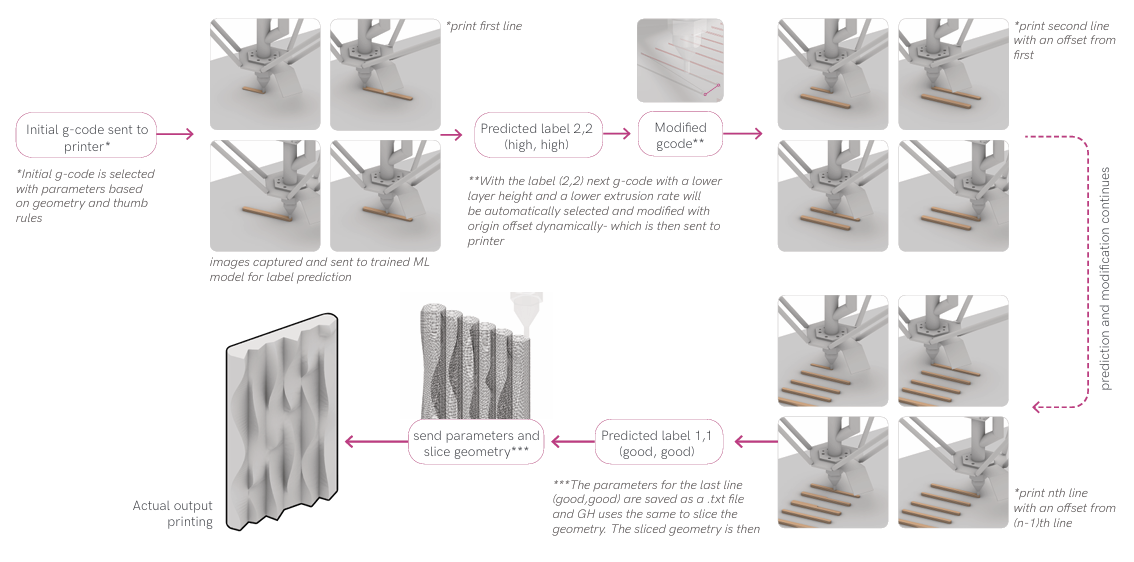 *print first line
*print second line
with an offset from
first
Initial g-code sent to
printer*
Predicted label 2,2
(high, high)
Modified
gcode**
*Initial g-code is selected
with parameters based
on geometry and thumb
rules
**With the label (2,2) next g-code with a lower
layer height and a lower extrusion rate will
be automatically selected and modified with
origin offset dynamically- which is then sent to
printer
images captured and sent to trained ML
model for label prediction
prediction and modification continues
send parameters and
slice geometry***
Predicted label 1,1
(good, good)
***The parameters for the last line
(good,good) are saved as a .txt file
and GH uses the same to slice the
geometry. The sliced geometry is then
Actual output
printing
*print nth line
with an offset from
(n-1)th line